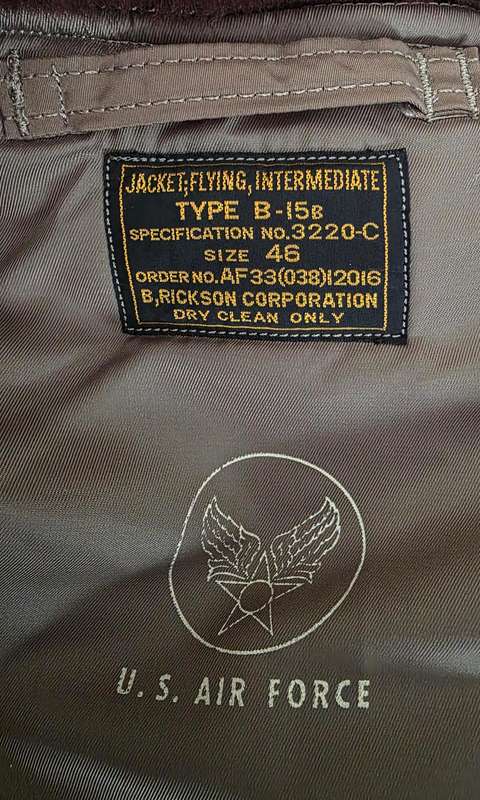 JACKET,FLYING,INTERMEDIATE
TYPE B-15B
SPECIFICATION NO.3220-C
SIZE 46
ORDER NO.AF33(038)12016
B,RICKSON CORPORATION
DRY CLEAN ONLY
U. S. AIR FORCE